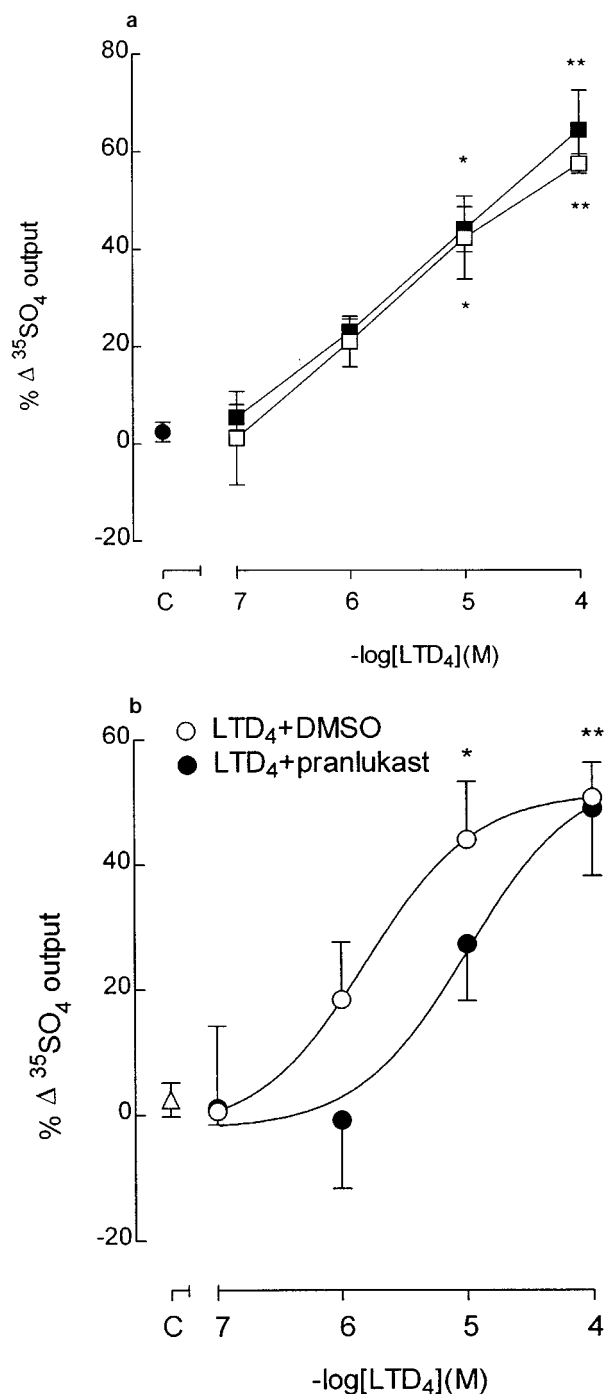 a
80
**
60
*
**
40
*
20
0
-20
% Δ ³⁵SO₄ output
C 7 6 5 4
-log[LTD₄](M)
b
60
LTD₄+DMSO
* **
LTD₄+pranlukast
40
20
0
-20
% Δ ³⁵SO₄ output
C 7 6 5 4
-log[LTD₄](M)